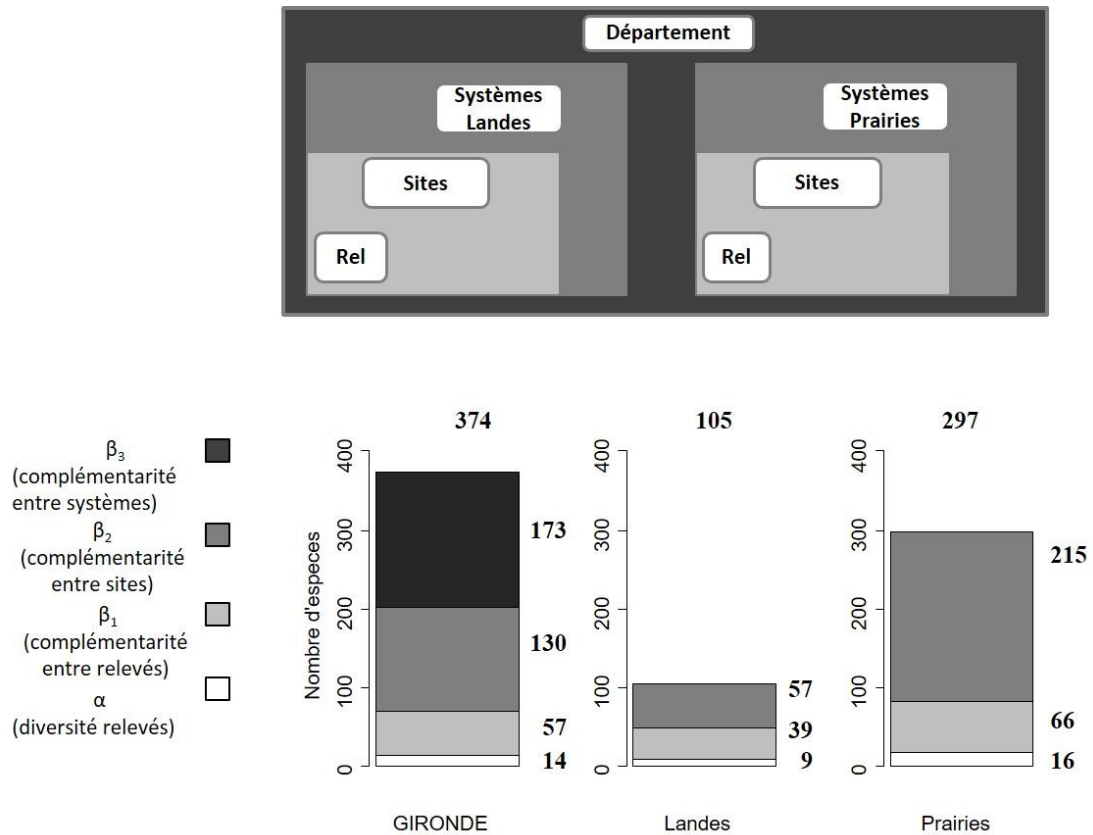 Département
Systèmes
Landes
Systèmes
Prairies
Sites
Sites
Rel
Rel
β₃
(complémentarité
entre systèmes)
β₂
(complémentarité
entre sites)
β₁
(complémentarité
entre relevés)
α
(diversité relevés)
374
Nombre d'especes
0 100 200 300 400
173
130
57
14
GIRONDE
105
0 100 200 300 400
57
39
9
Landes
297
0 100 200 300 400
215
66
16
Prairies